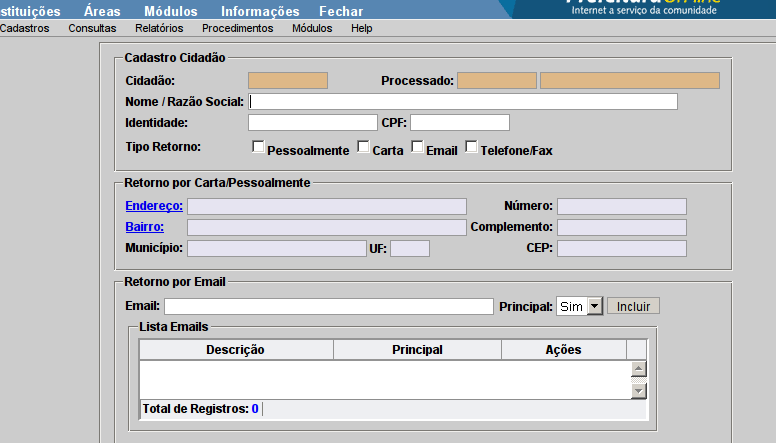 stituições Áreas Módulos Informações Fechar
Prefeitura OnLine
Internet a serviço da comunidade
Cadastros Consultas Relatórios Procedimentos Módulos Help
Cadastro Cidadão
Cidadão: Processado:
Nome / Razão Social:
Identidade: CPF:
Tipo Retorno: Pessoalmente Carta Email Telefone/Fax
Retorno por Carta/Pessoalmente
Endereço: Número:
Bairro: Complemento:
Município: UF: CEP:
Retorno por Email
Email: Principal: Sim Incluir
Lista Emails
Descrição Principal Ações
Total de Registros: 0